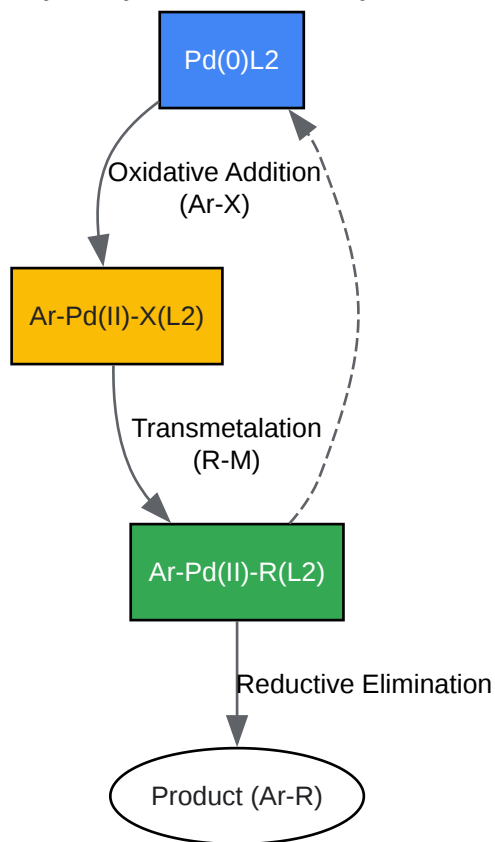 Pd(0)L2
Oxidative Addition
(Ar-X)
Ar-Pd(II)-X(L2)
Transmetalation
(R-M)
Ar-Pd(II)-R(L2)
Reductive Elimination
Product (Ar-R)